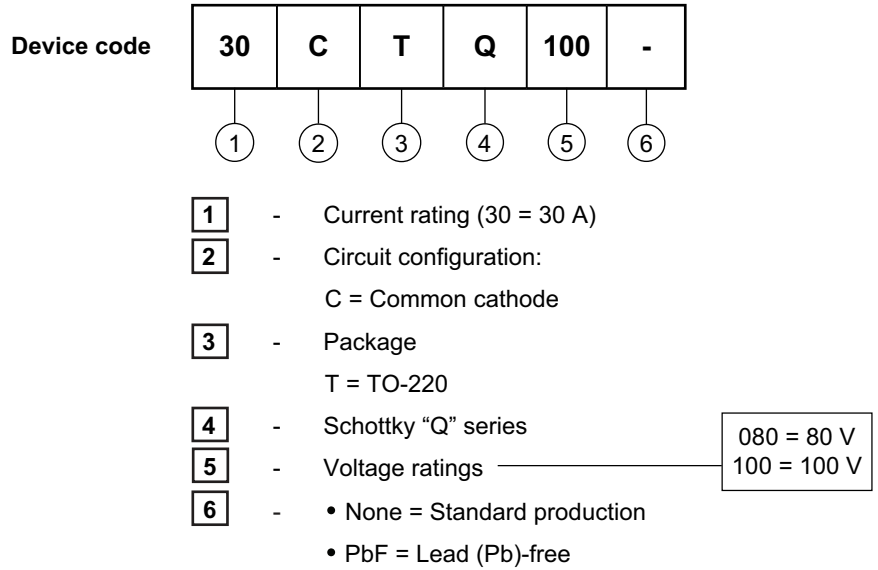 Device code 30 C T Q 100 -
1 2 3 4 5 6
1 - Current rating (30 = 30 A)
2 - Circuit configuration:
C = Common cathode
3 - Package
T = TO-220
4 - Schottky “Q” series
5 - Voltage ratings
080 = 80 V
100 = 100 V
6 - • None = Standard production
• PbF = Lead (Pb)-free